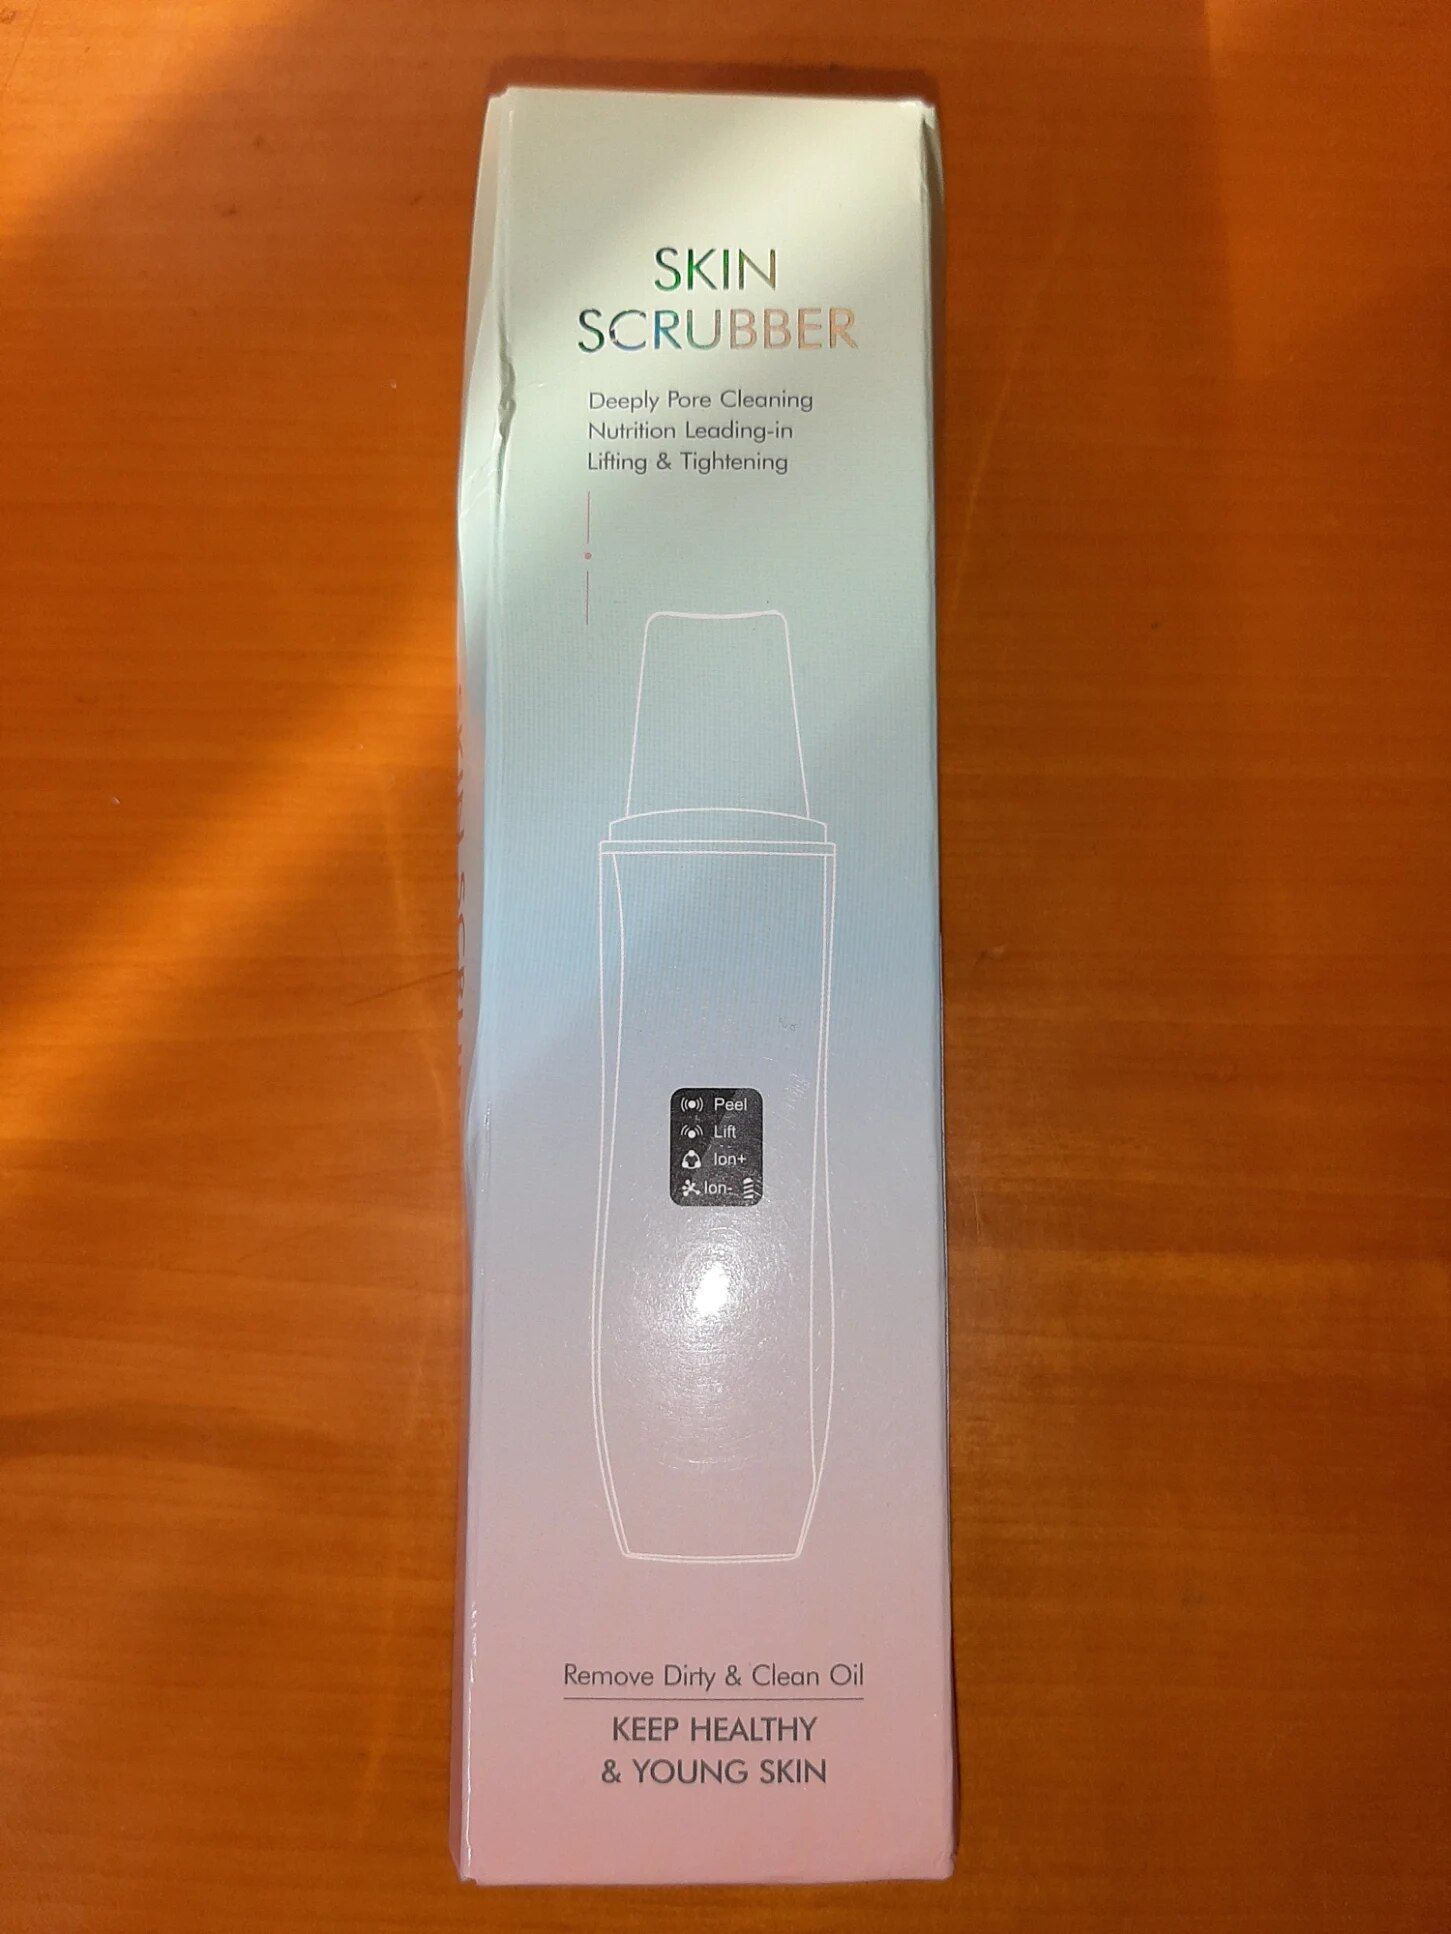 SKIN
SCRUBBER
Deeply Pore Cleaning
Nutrition Leading-in
Lifting & Tightening
Peel
Lift
Ion+
Ion-
Remove Dirty & Clean Oil
KEEP HEALTHY
& YOUNG SKIN